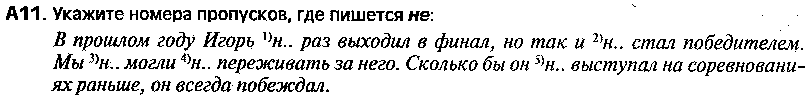 А11. Укажите номера пропусков, где пишется не:
В прошлом году Игорь ¹⁾н.. раз выходил в финал, но так и ²⁾н.. стал победителем.
Мы ³⁾н.. могли ⁴⁾н.. переживать за него. Сколько бы он ⁵⁾н.. выступал на соревновани-
ях раньше, он всегда побеждал.